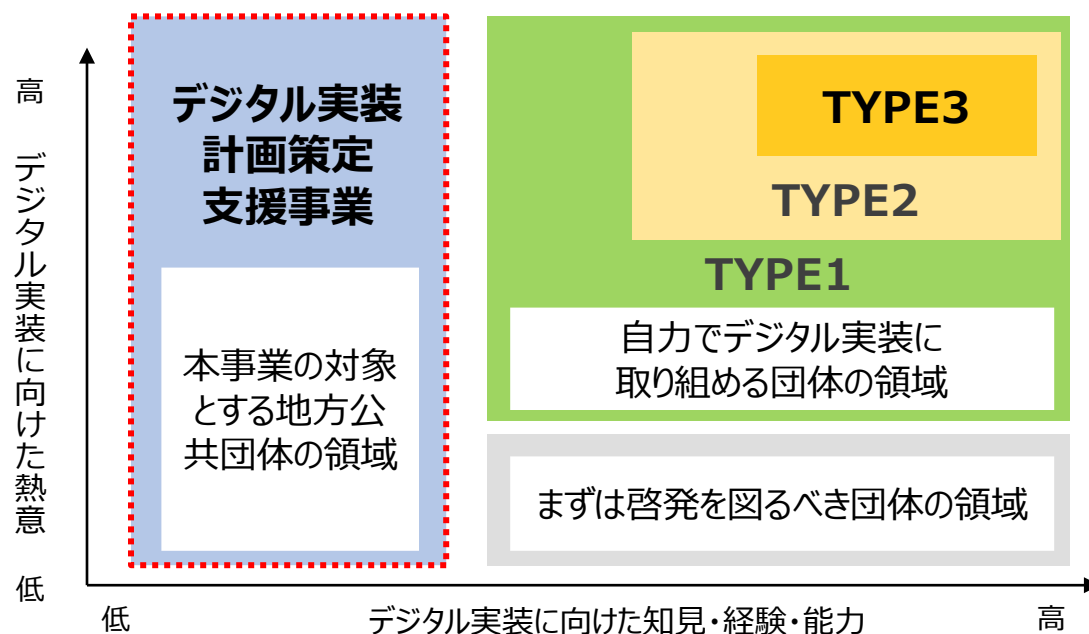 高
デジタル実装に向けた熱意
低
デジタル実装
計画策定
支援事業
本事業の対象
とする地方公
共団体の領域
TYPE3
TYPE2
TYPE1
自力でデジタル実装に
取り組める団体の領域
まずは啓発を図るべき団体の領域
低
デジタル実装に向けた知見・経験・能力
高